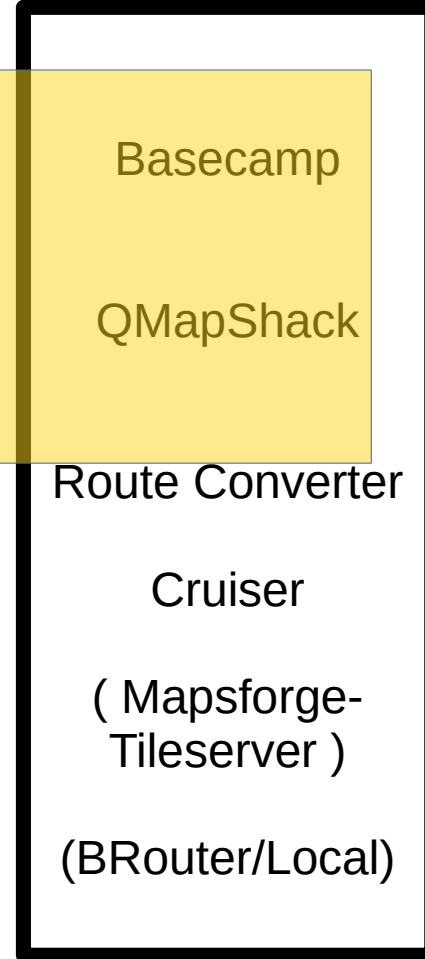 Basecamp
QMapShack
Route Converter
Cruiser
( Mapsforge-
Tileserver )
(BRouter/Local)